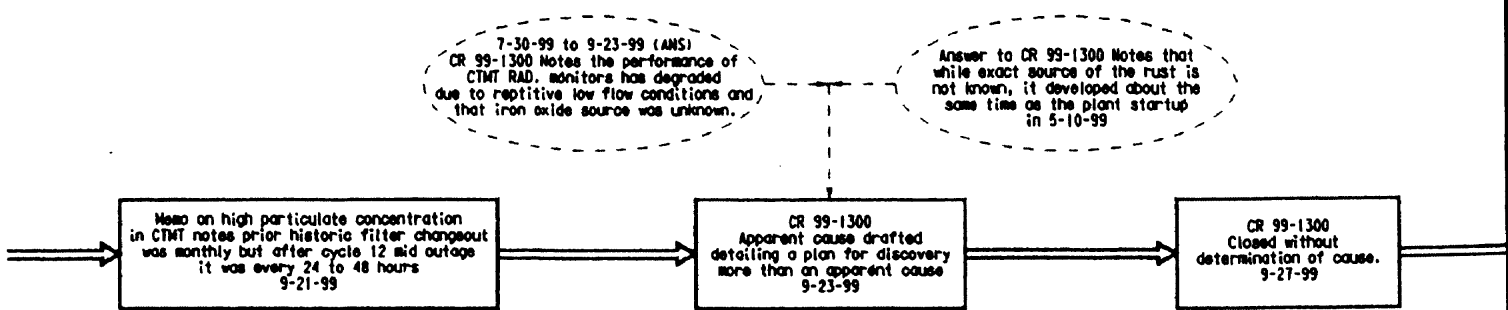 7-30-99 to 9-23-99 (ANS)
CR 99-1300 Notes the performance of
CTMT RAD. monitors has degraded
due to reptitive low flow conditions and
that iron oxide source was unknown.
Answer to CR 99-1300 Notes that
while exact source of the rust is
not known, it developed about the
same time as the plant startup
in 5-10-99
Memo on high particulate concentration
in CTMT notes prior historic filter changeout
was monthly but after cycle 12 mid outage
it was every 24 to 48 hours
9-21-99
CR 99-1300
Apparent cause drafted
detailing a plan for discovery
more than an apparent cause
9-23-99
CR 99-1300
Closed without
determination of cause.
9-27-99